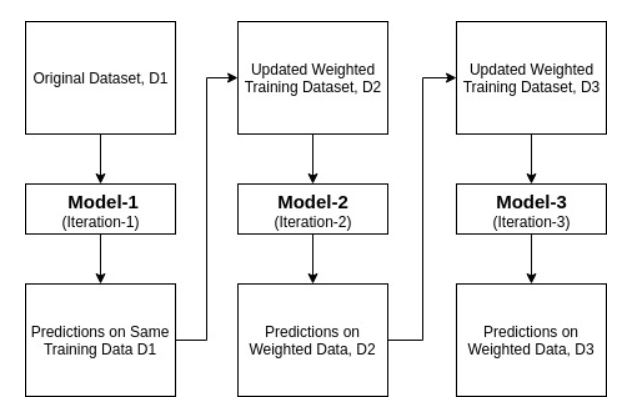 Original Dataset, D1
Model-1
(Iteration-1)
Predictions on Same
Training Data D1
Updated Weighted
Training Dataset, D2
Model-2
(Iteration-2)
Predictions on
Weighted Data, D2
Updated Weighted
Training Dataset, D3
Model-3
(Iteration-3)
Predictions on
Weighted Data, D3